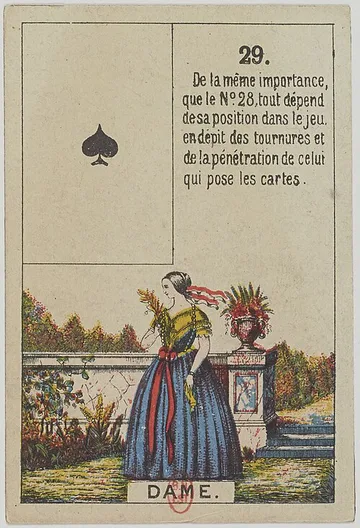 29.
De la même importance,
que le Nº 28, tout dépend
de sa position dans le jeu,
en dépit des tournures et
de la pénétration de celui
qui pose les cartes.
DAME.